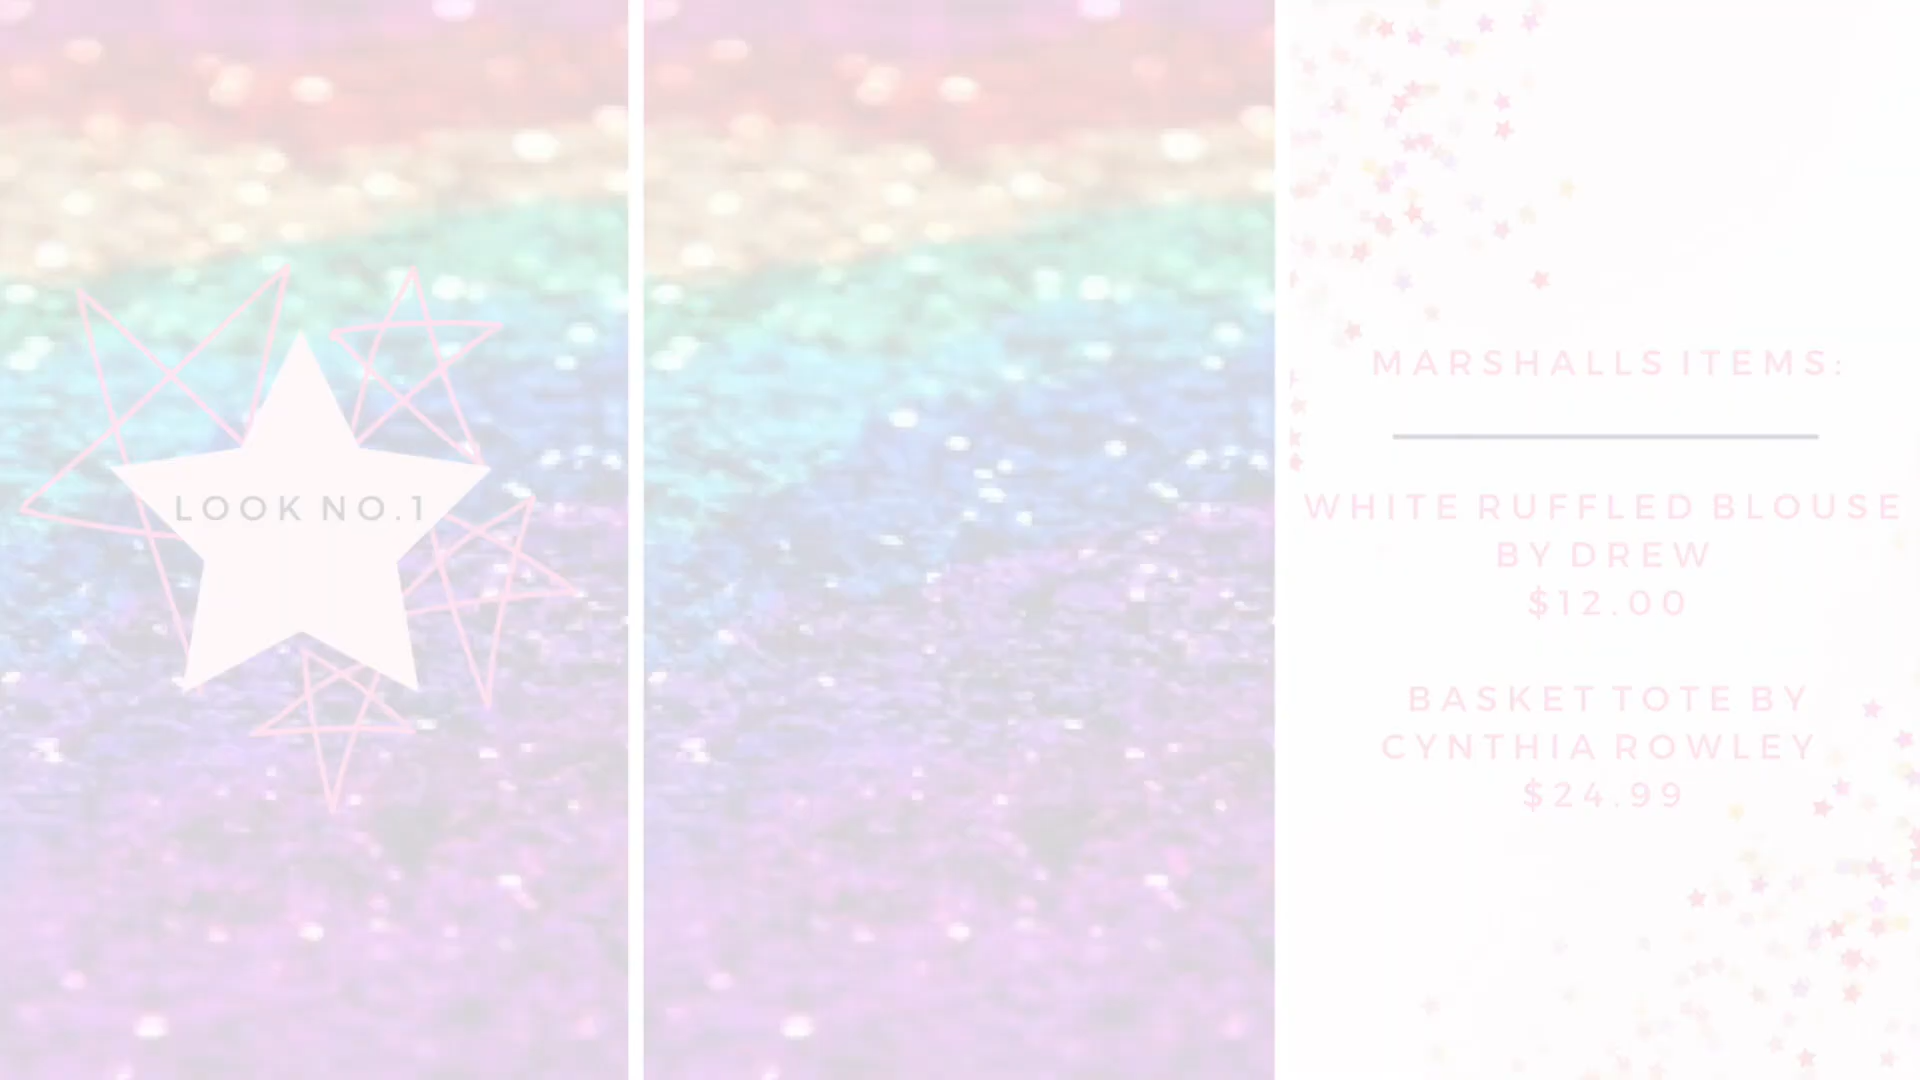 LOOK NO.1
MARSHALLS ITEMS:
WHITE RUFFLED BLOUSE
BY DREW
$12.00
BASKET TOTE BY
CYNTHIA ROWLEY
$24.99